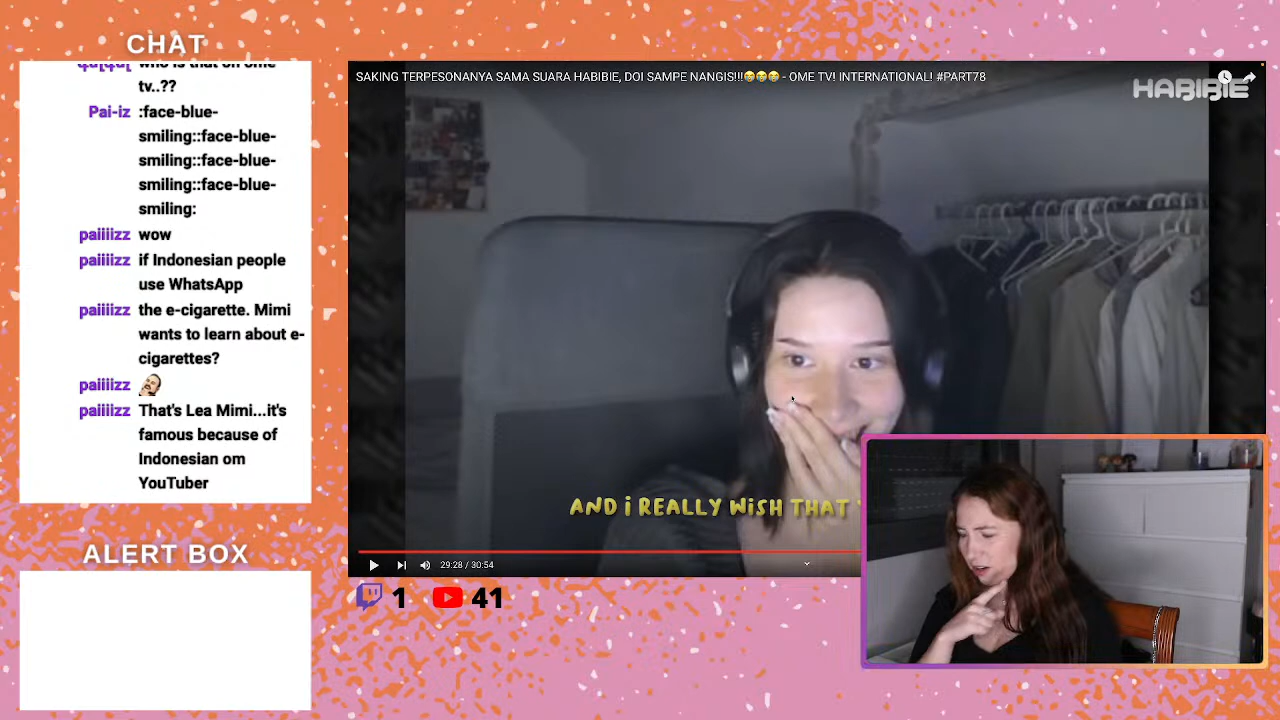 CHAT
who is that on ome
tv..??
Pai-iz :face-blue-
smiling::face-blue-
smiling::face-blue-
smiling::face-blue-
smiling:
paiiiizz wow
paiiiizz if Indonesian people
use WhatsApp
paiiiizz the e-cigarette. Mimi
wants to learn about e-
cigarettes?
paiiiizz
paiiiizz That's Lea Mimi...it's
famous because of
Indonesian om
YouTuber
ALERT BOX
SAKING TERPESONANYA SAMA SUARA HABIBIE, DOI SAMPE NANGIS!!!😭😭😭 - OME TV! INTERNATIONAL! #PART78
HABIBIE
AND i REALLY WiSH THAT
29:28 / 30:54
1 41